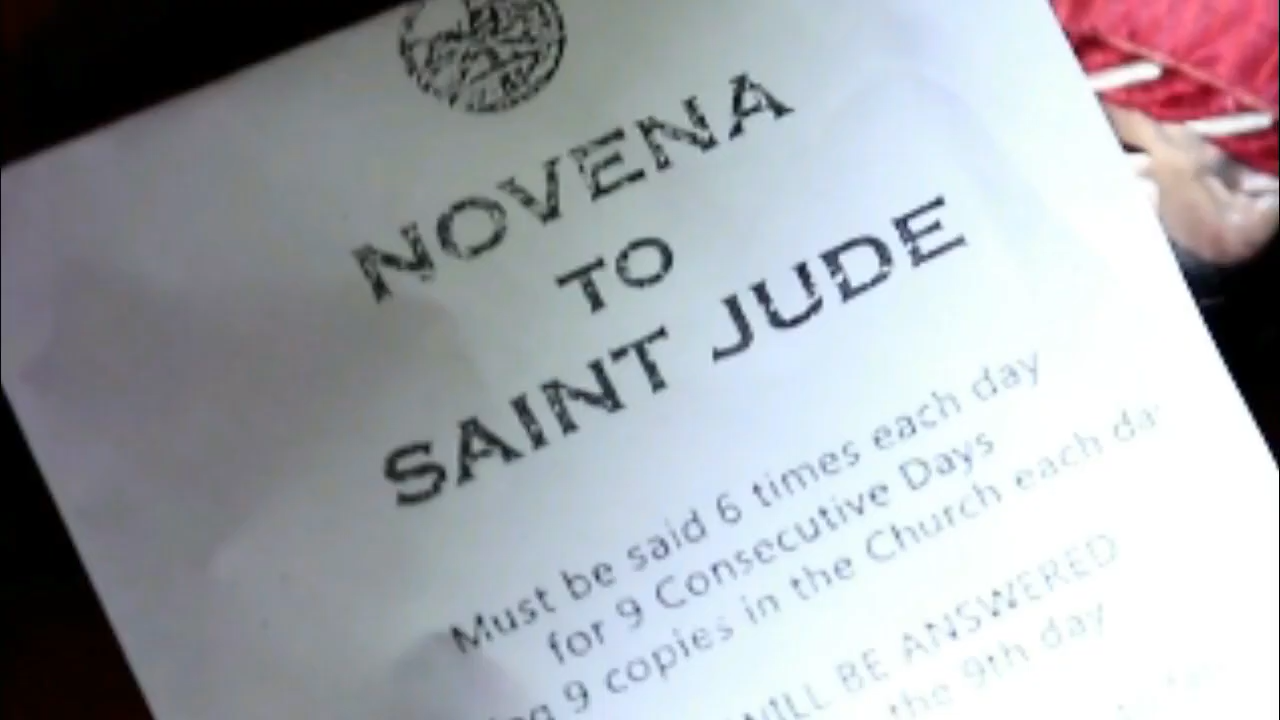 NOVENA
TO
SAINT JUDE
Must be said 6 times each day
for 9 Consecutive Days
9 copies in the Church each
WILL BE ANSWERED
the 9th day